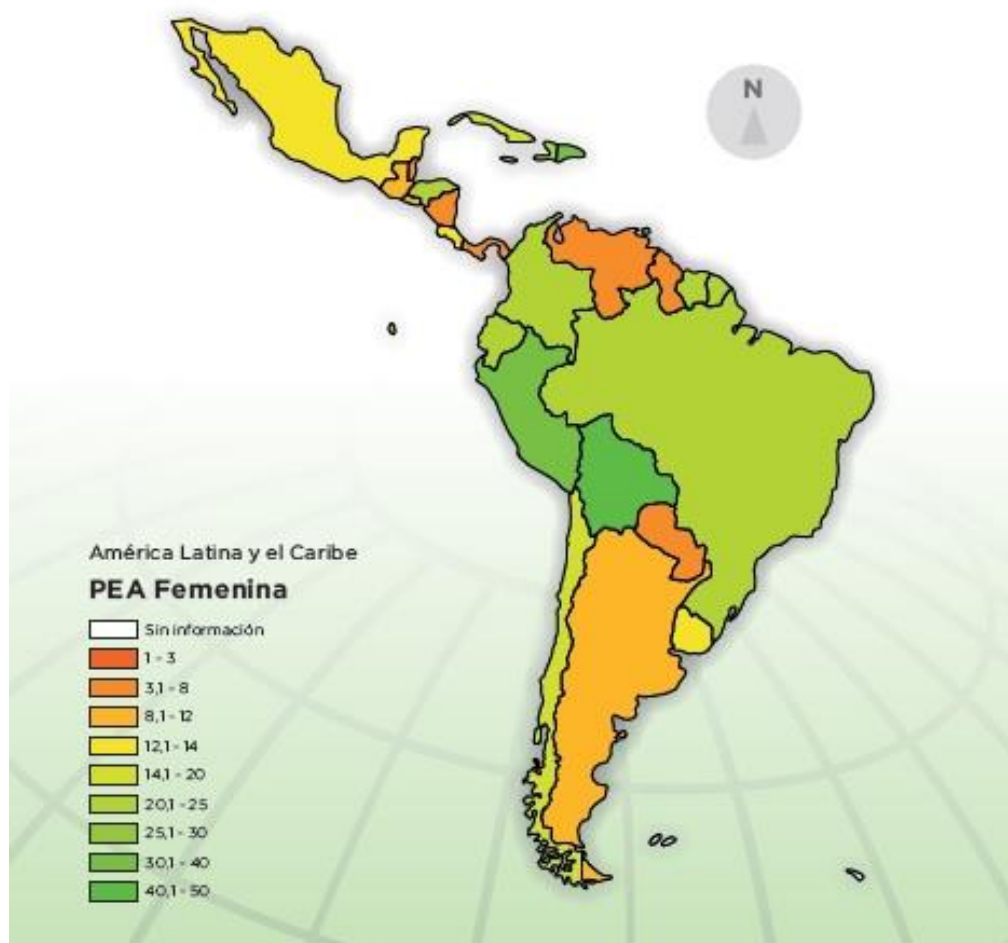 N
América Latina y el Caribe
PEA Femenina
Sin información
1 - 3
3,1 - 8
8,1 - 12
12,1 - 14
14,1 - 20
20,1 - 25
25,1 - 30
30,1 - 40
40,1 - 50